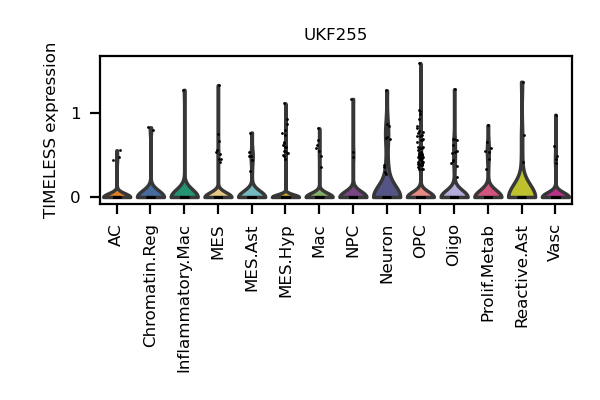 UKF255
TIMELESS expression
1
0
AC
Chromatin.Reg
Inflammatory.Mac
MES
MES.Ast
MES.Hyp
Mac
NPC
Neuron
OPC
Oligo
Prolif.Metab
Reactive.Ast
Vasc